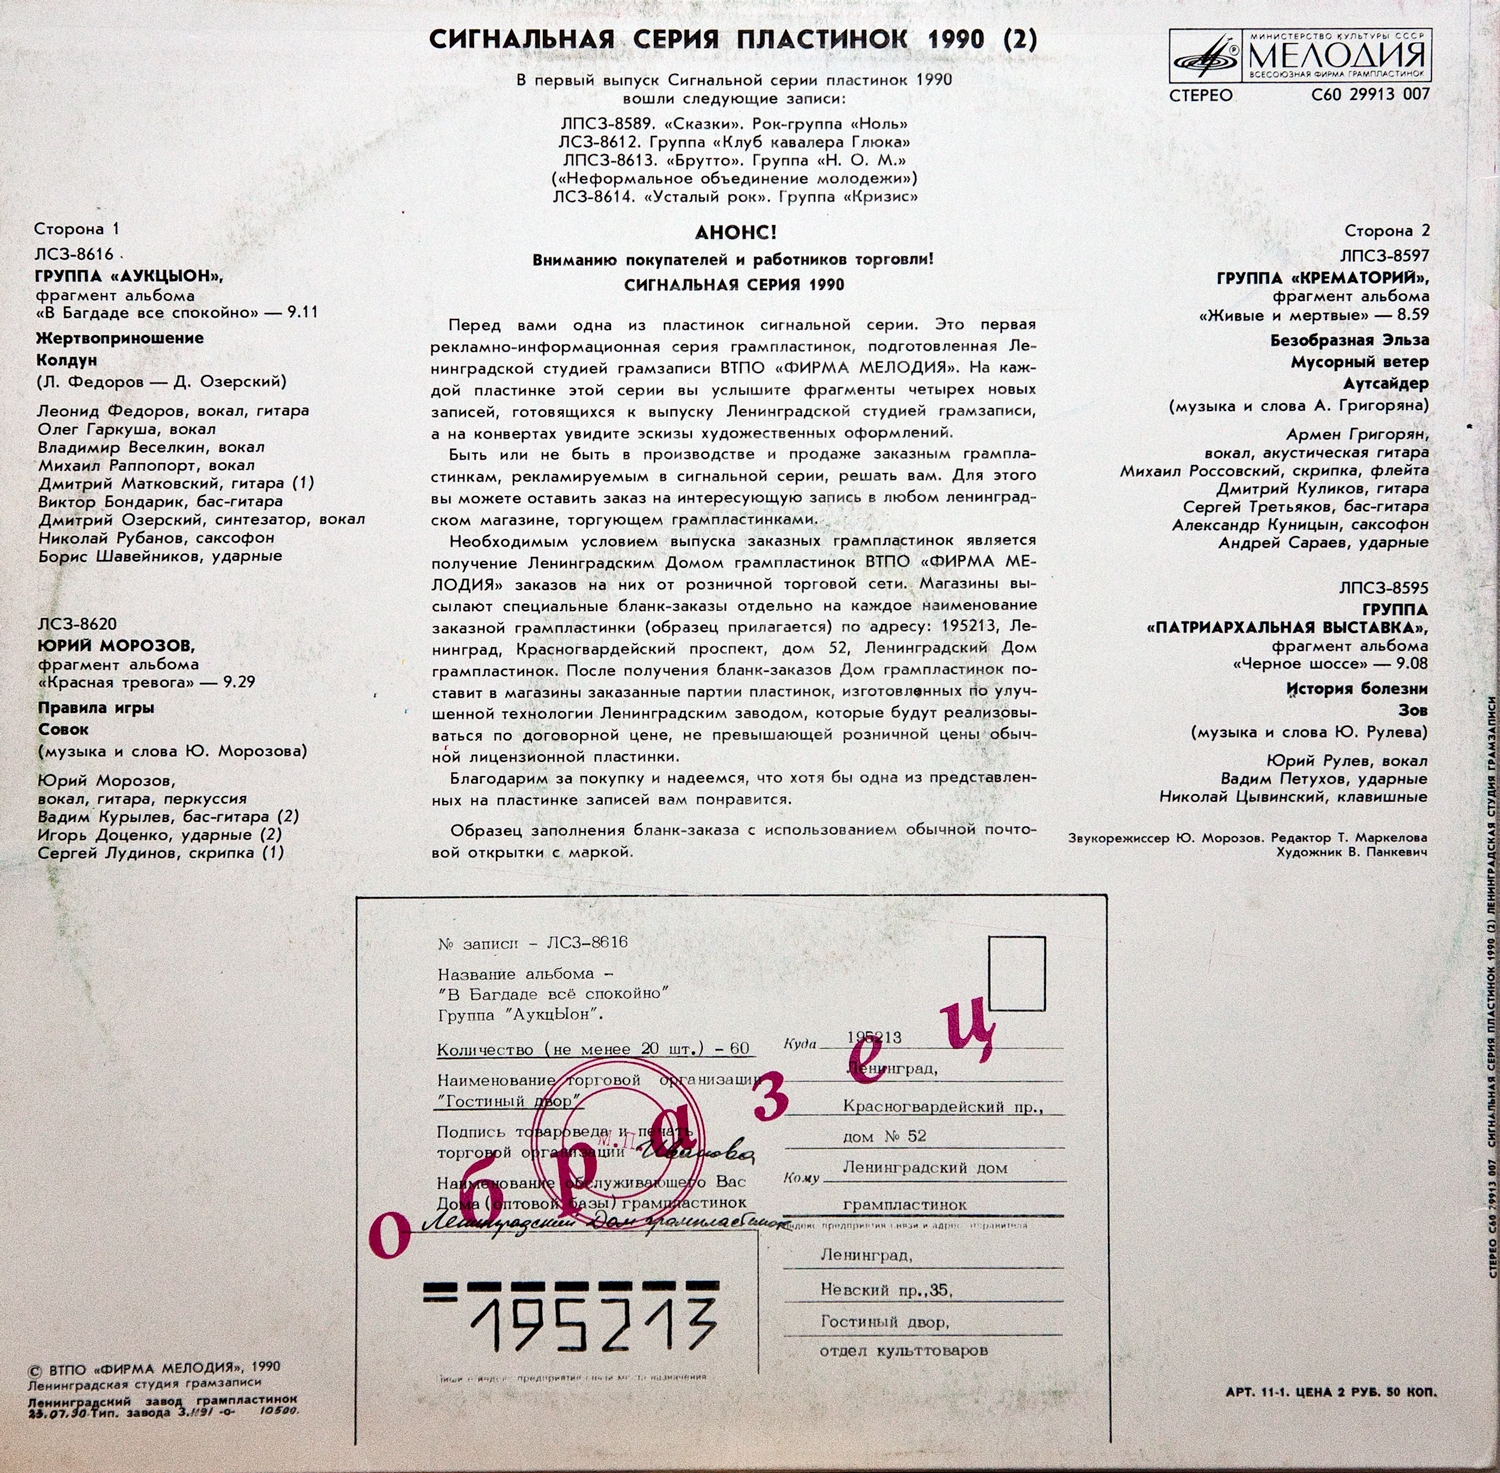 СИГНАЛЬНАЯ СЕРИЯ ПЛАСТИНОК 1990 (2)
В первый выпуск Сигнальной серии пластинок 1990
вошли следующие записи:
ЛПСЗ-8589. «Сказки». Рок-группа «Ноль»
ЛСЗ-8612. Группа «Клуб кавалера Глюка»
ЛПСЗ-8613. «Брутто». Группа «Н. О. М.»
(«Неформальное объединение молодежи»)
ЛСЗ-8614. «Усталый рок». Группа «Кризис»
МИНИСТЕРСТВО КУЛЬТУРЫ СССР
МЕЛОДИЯ
ВСЕСОЮЗНАЯ ФИРМА ГРАМПЛАСТИНОК
СТЕРЕО С60 29913 007
Сторона 1
ЛСЗ-8616
ГРУППА «АУКЦЫОН»,
фрагмент альбома
«В Багдаде все спокойно» — 9.11
Жертвоприношение
Колдун
(Л. Федоров — Д. Озерский)
Леонид Федоров, вокал, гитара
Олег Гаркуша, вокал
Владимир Веселкин, вокал
Михаил Раппопорт, вокал
Дмитрий Матковский, гитара (1)
Виктор Бондарик, бас-гитара
Дмитрий Озерский, синтезатор, вокал
Николай Рубанов, саксофон
Борис Шавейников, ударные
ЛСЗ-8620
ЮРИЙ МОРОЗОВ,
фрагмент альбома
«Красная тревога» — 9.29
Правила игры
Совок
(музыка и слова Ю. Морозова)
Юрий Морозов,
вокал, гитара, перкуссия
Вадим Курылев, бас-гитара (2)
Игорь Доценко, ударные (2)
Сергей Лудинов, скрипка (1)
АНОНС!
Вниманию покупателей и работников торговли!
СИГНАЛЬНАЯ СЕРИЯ 1990
Перед вами одна из пластинок сигнальной серии. Это первая
рекламно-информационная серия грампластинок, подготовленная Ле-
нинградской студией грамзаписи ВТПО «ФИРМА МЕЛОДИЯ». На каж-
дой пластинке этой серии вы услышите фрагменты четырех новых
записей, готовящихся к выпуску Ленинградской студией грамзаписи,
а на конвертах увидите эскизы художественных оформлений.
Быть или не быть в производстве и продаже заказным грампла-
стинкам, рекламируемым в сигнальной серии, решать вам. Для этого
вы можете оставить заказ на интересующую запись в любом ленинград-
ском магазине, торгующем грампластинками.
Необходимым условием выпуска заказных грампластинок является
получение Ленинградским Домом грампластинок ВТПО «ФИРМА МЕ-
ЛОДИЯ» заказов на них от розничной торговой сети. Магазины вы-
сылают специальные бланк-заказы отдельно на каждое наименование
заказной грампластинки (образец прилагается) по адресу: 195213, Ле-
нинград, Красногвардейский проспект, дом 52, Ленинградский Дом
грампластинок. После получения бланк-заказов Дом грампластинок по-
ставит в магазины заказанные партии пластинок, изготовленных по улуч-
шенной технологии Ленинградским заводом, которые будут реализовы-
ваться по договорной цене, не превышающей розничной цены обыч-
ной лицензионной пластинки.
Благодарим за покупку и надеемся, что хотя бы одна из представлен-
ных на пластинке записей вам понравится.
Образец заполнения бланк-заказа с использованием обычной почто-
вой открытки с маркой.
Сторона 2
ЛПСЗ-8597
ГРУППА «КРЕМАТОРИЙ»,
фрагмент альбома
«Живые и мертвые» — 8.59
Безобразная Эльза
Мусорный ветер
Аутсайдер
(музыка и слова А. Григоряна)
Армен Григорян,
вокал, акустическая гитара
Михаил Россовский, скрипка, флейта
Дмитрий Куликов, гитара
Сергей Третьяков, бас-гитара
Александр Куницын, саксофон
Андрей Сараев, ударные
ЛПСЗ-8595
ГРУППА
«ПАТРИАРХАЛЬНАЯ ВЫСТАВКА»,
фрагмент альбома
«Черное шоссе» — 9.08
История болезни
Зов
(музыка и слова Ю. Рулева)
Юрий Рулев, вокал
Вадим Петухов, ударные
Николай Цывинский, клавишные
Звукорежиссер Ю. Морозов. Редактор Т. Маркелова
Художник В. Панкевич
№ записи – ЛСЗ-8616
Название альбома –
"В Багдаде всё спокойно"
Группа "АукцЫон".
Количество (не менее 20 шт.) – 60
Наименование торговой организации
"Гостиный двор"
Подпись товароведа и печать
торговой организации Иванова
М.П.
Наименование обслуживающего Вас
Дома (оптовой базы) грампластинок
Ленинградский Дом грампластинок
образец
195213
Куда 195213
Ленинград,
Красногвардейский пр.,
дом № 52
Кому Ленинградский дом
грампластинок
Индекс предприятия связи и адрес отправителя
Ленинград,
Невский пр.,35,
Гостиный двор,
отдел культтоваров
© ВТПО «ФИРМА МЕЛОДИЯ», 1990
Ленинградская студия грамзаписи
Ленинградский завод грампластинок
Тип. завода 10500.
АРТ. 11-1. ЦЕНА 2 РУБ. 50 КОП.
СТЕРЕО С60 29913 007 СИГНАЛЬНАЯ СЕРИЯ ПЛАСТИНОК 1990 (2) ЛЕНИНГРАДСКАЯ СТУДИЯ ГРАМЗАПИСИ